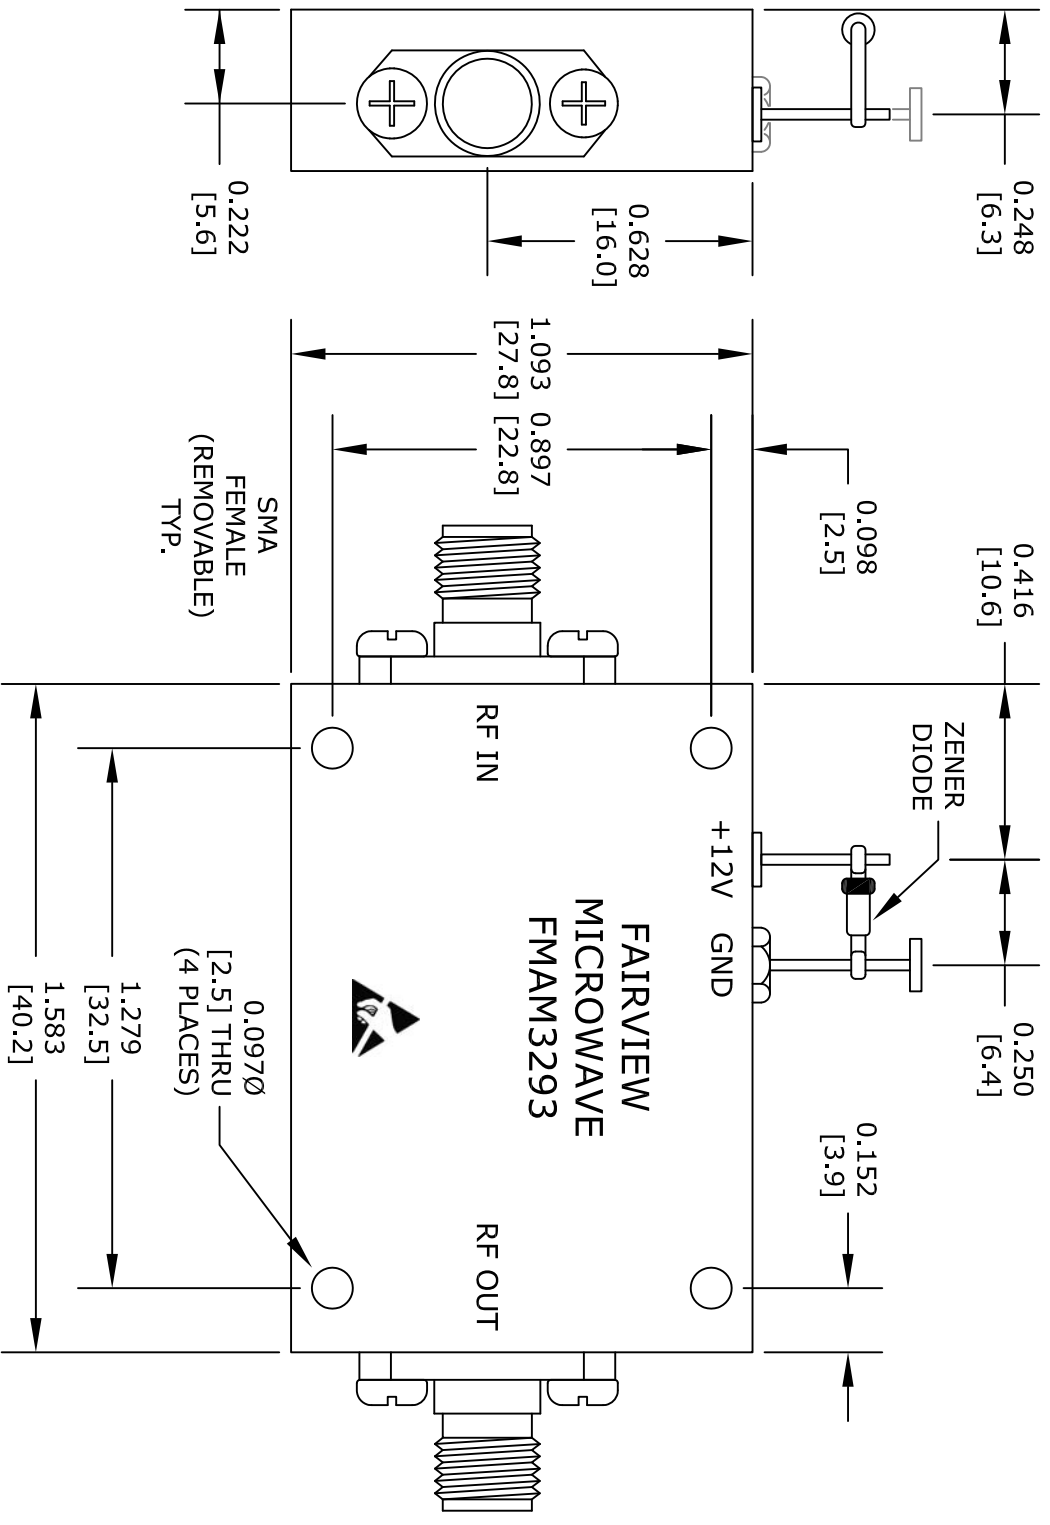 0.416
[10.6]
0.250
[6.4]
0.248
[6.3]
ZENER
DIODE
0.098
[2.5]
0.152
[3.9]
+12V
GND
0.628
[16.0]
1.093
[27.8]
0.897
[22.8]
FAIRVIEW
MICROWAVE
FMAM3293
RF IN
RF OUT
0.222
[5.6]
SMA
FEMALE
(REMOVABLE)
TYP.
0.097Ø
[2.5] THRU
(4 PLACES)
1.279
[32.5]
1.583
[40.2]